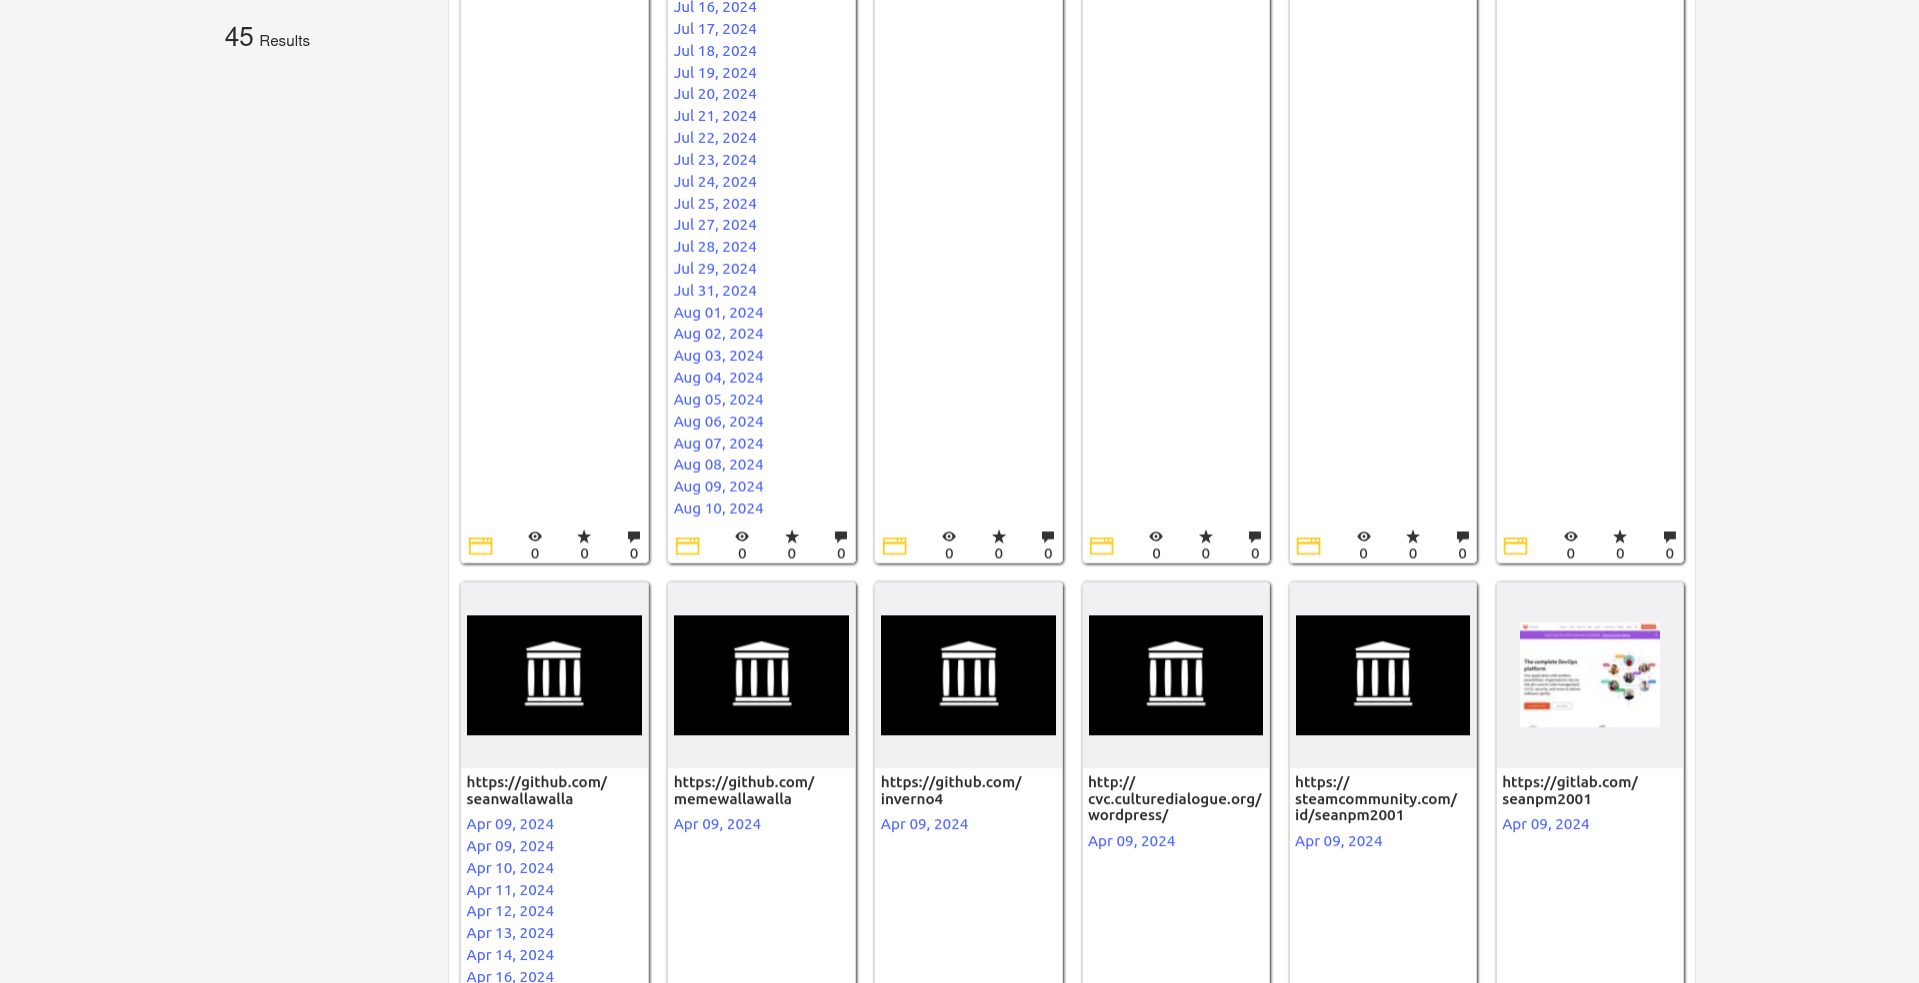 45 Results
Jul 16, 2024
Jul 17, 2024
Jul 18, 2024
Jul 19, 2024
Jul 20, 2024
Jul 21, 2024
Jul 22, 2024
Jul 23, 2024
Jul 24, 2024
Jul 25, 2024
Jul 27, 2024
Jul 28, 2024
Jul 29, 2024
Jul 31, 2024
Aug 01, 2024
Aug 02, 2024
Aug 03, 2024
Aug 04, 2024
Aug 05, 2024
Aug 06, 2024
Aug 07, 2024
Aug 08, 2024
Aug 09, 2024
Aug 10, 2024
0 0 0
0 0 0
0 0 0
0 0 0
0 0 0
0 0 0
https://github.com/
seanwallawalla
Apr 09, 2024
Apr 09, 2024
Apr 10, 2024
Apr 11, 2024
Apr 12, 2024
Apr 13, 2024
Apr 14, 2024
Apr 16, 2024
https://github.com/
memewallawalla
Apr 09, 2024
https://github.com/
inverno4
Apr 09, 2024
http://
cvc.culturedialogue.org/
wordpress/
Apr 09, 2024
https://
steamcommunity.com/
id/seanpm2001
Apr 09, 2024
The complete DevOps
platform
https://gitlab.com/
seanpm2001
Apr 09, 2024